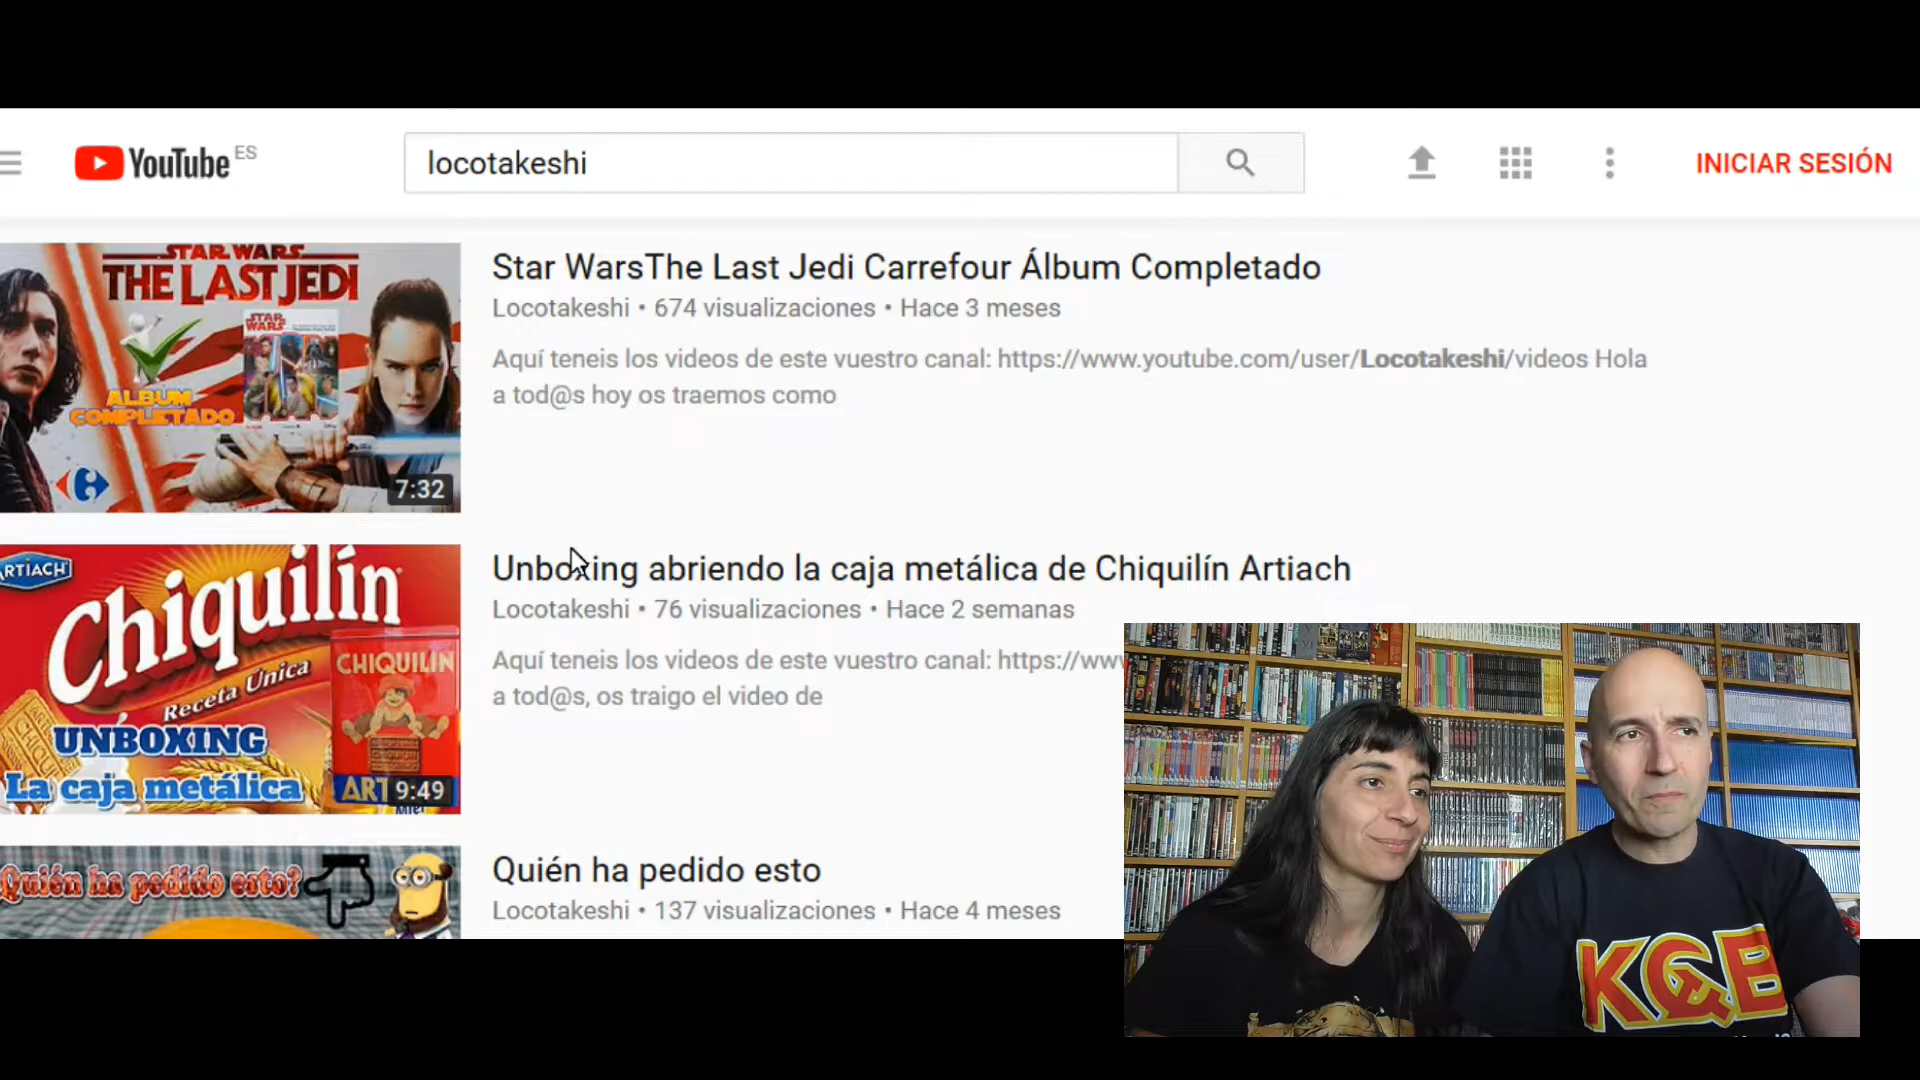 YouTube ES
locotakeshi
INICIAR SESIÓN
STAR WARS
THE LAST JEDI
STAR WARS
ALBUM
COMPLETADO
7:32
Star WarsThe Last Jedi Carrefour Álbum Completado
Locotakeshi • 674 visualizaciones • Hace 3 meses
Aquí teneis los videos de este vuestro canal: https://www.youtube.com/user/Locotakeshi/videos Hola
a tod@s hoy os traemos como
ARTIACH
Chiquilín
Receta Única
CHIQUILIN
UNBOXING
La caja metálica
ART
9:49
Unboxing abriendo la caja metálica de Chiquilín Artiach
Locotakeshi • 76 visualizaciones • Hace 2 semanas
Aquí teneis los videos de este vuestro canal: https://www
a tod@s, os traigo el video de
Quién ha pedido esto?
Quién ha pedido esto
Locotakeshi • 137 visualizaciones • Hace 4 meses
KGB